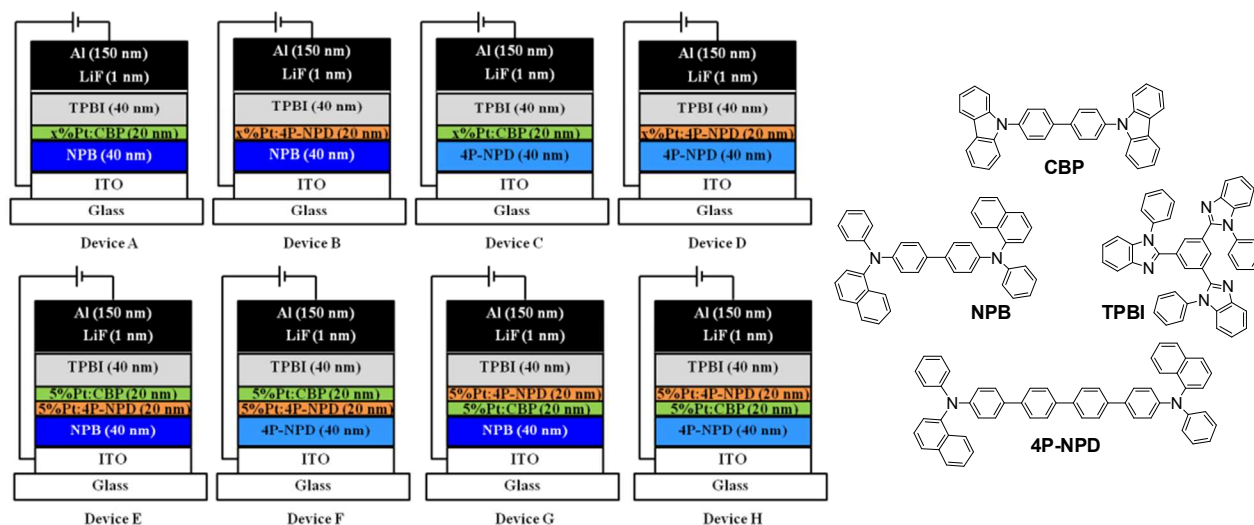 Al (150 nm)
LiF (1 nm)
TPBI (40 nm)
x%Pt:CBP (20 nm)
NPB (40 nm)
ITO
Glass
Device A
Al (150 nm)
LiF (1 nm)
TPBI (40 nm)
x%Pt:4P-NPD (20 nm)
NPB (40 nm)
ITO
Glass
Device B
Al (150 nm)
LiF (1 nm)
TPBI (40 nm)
x%Pt:CBP (20 nm)
4P-NPD (40 nm)
ITO
Glass
Device C
Al (150 nm)
LiF (1 nm)
TPBI (40 nm)
x%Pt:4P-NPD (20 nm)
4P-NPD (40 nm)
ITO
Glass
Device D
Al (150 nm)
LiF (1 nm)
TPBI (40 nm)
5%Pt:CBP (20 nm)
5%Pt:4P-NPD (20 nm)
NPB (40 nm)
ITO
Glass
Device E
Al (150 nm)
LiF (1 nm)
TPBI (40 nm)
5%Pt:CBP (20 nm)
5%Pt:4P-NPD (20 nm)
4P-NPD (40 nm)
ITO
Glass
Device F
Al (150 nm)
LiF (1 nm)
TPBI (40 nm)
5%Pt:4P-NPD (20 nm)
5%Pt:CBP (20 nm)
NPB (40 nm)
ITO
Glass
Device G
Al (150 nm)
LiF (1 nm)
TPBI (40 nm)
5%Pt:4P-NPD (20 nm)
5%Pt:CBP (20 nm)
4P-NPD (40 nm)
ITO
Glass
Device H
N
N
CBP
N
N
NPB
N
N
N
N
N
N
TPBI
N
N
4P-NPD